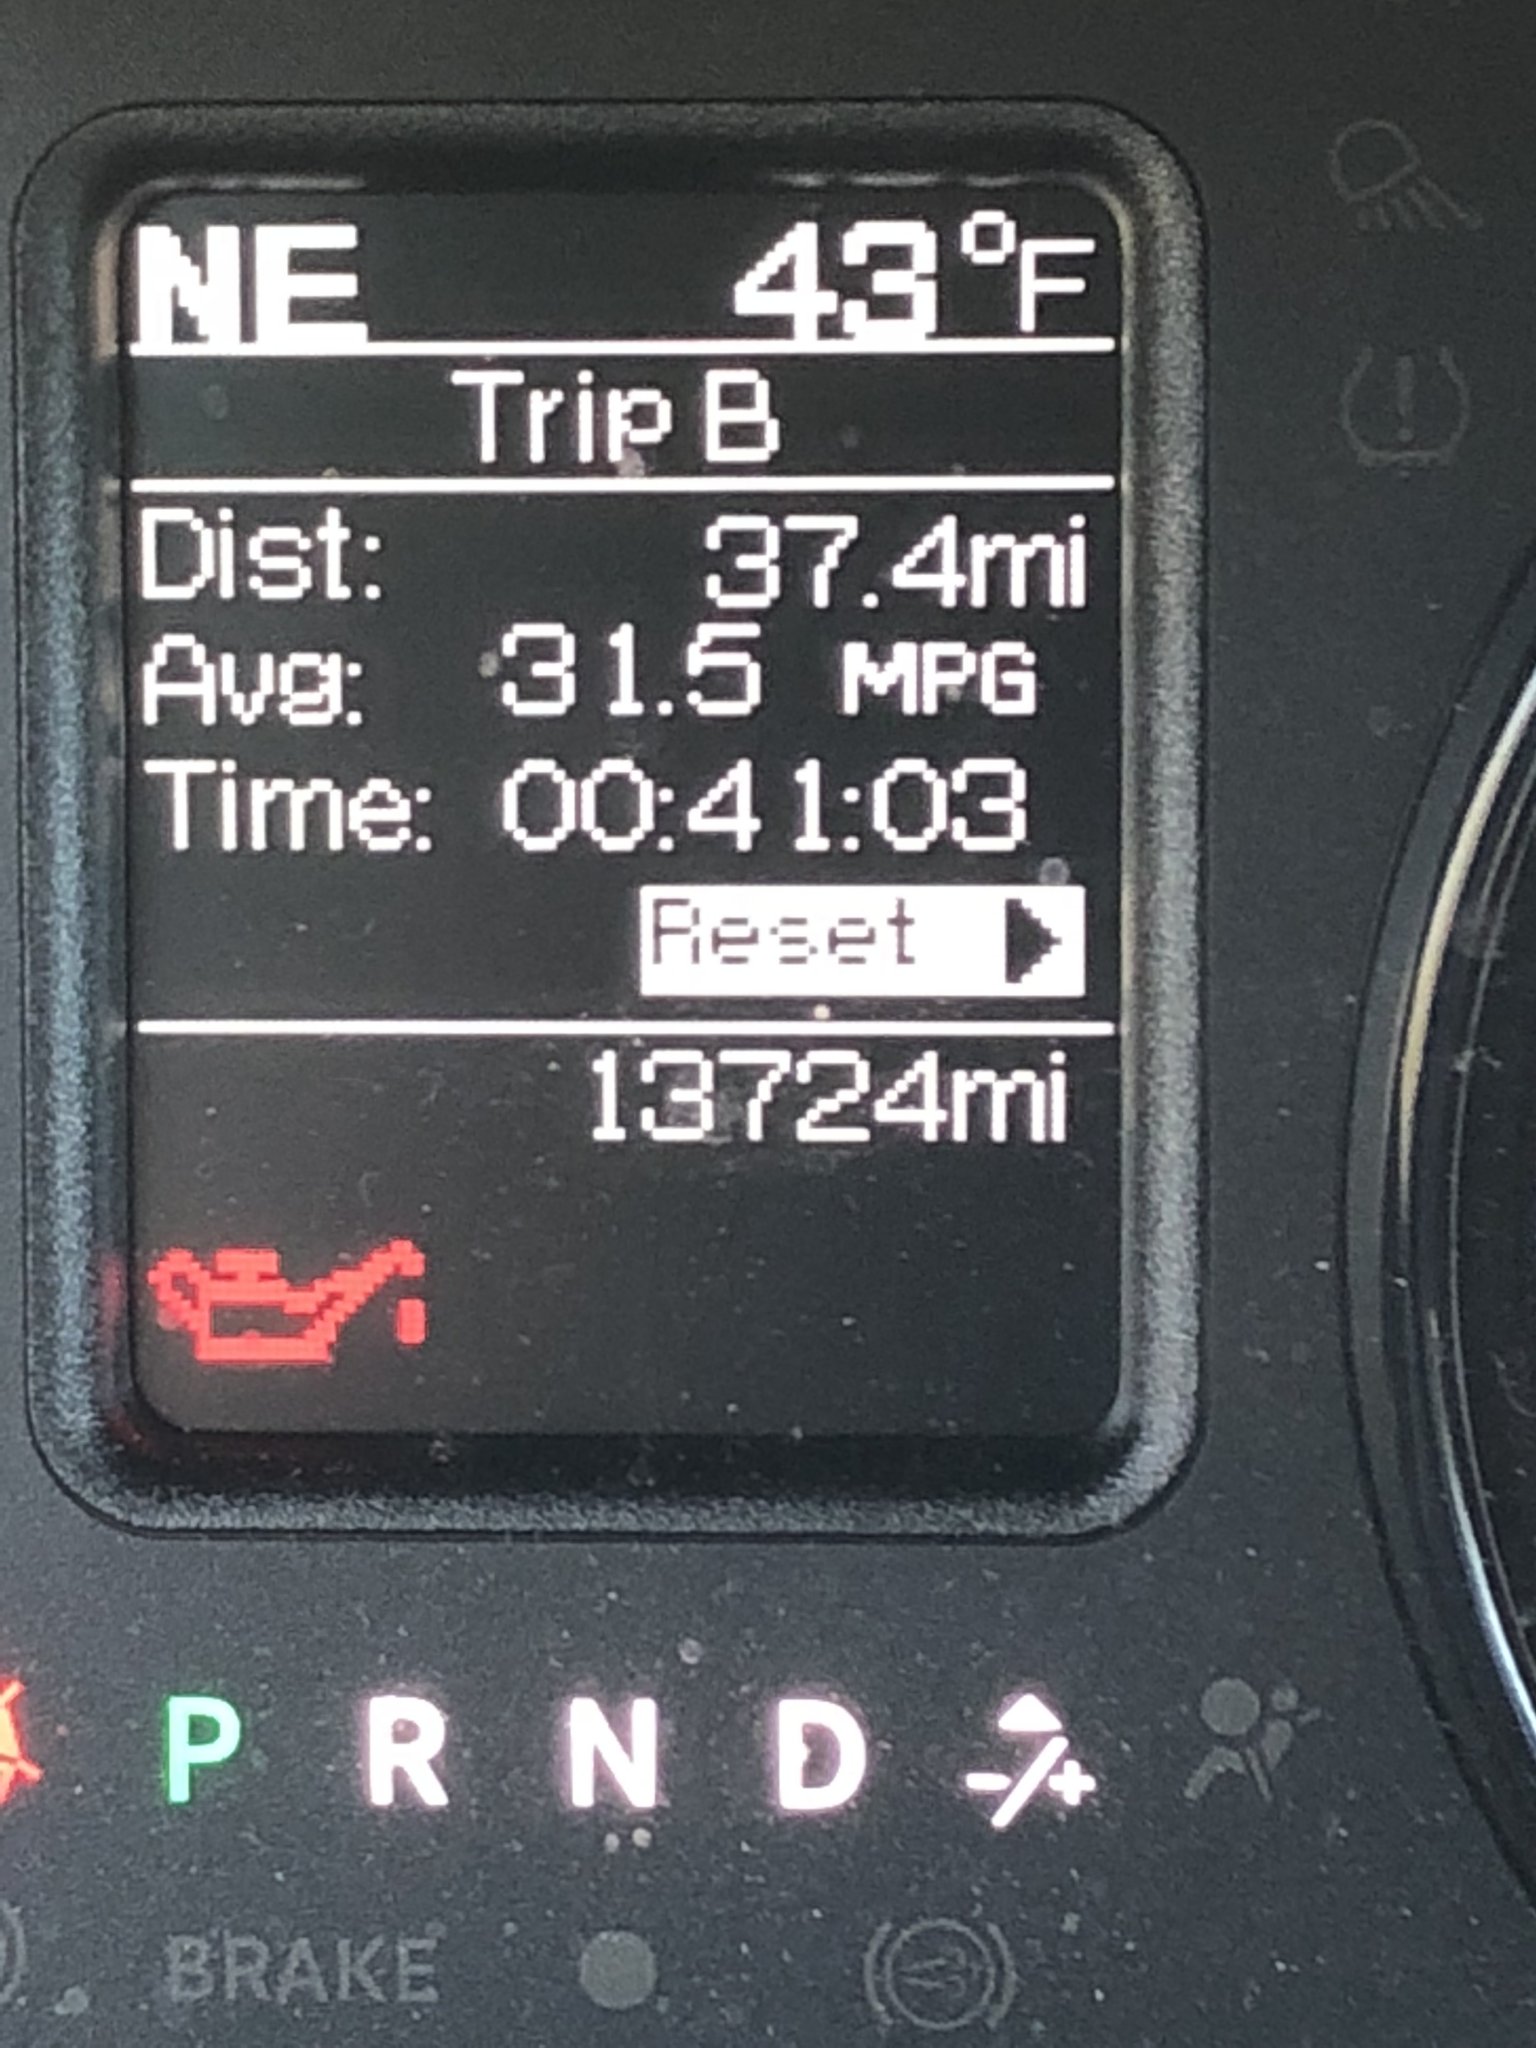 NE 43°F
Trip B
Dist: 37.4mi
Avg: 31.5 MPG
Time: 00:41:03
Reset
13724mi
P R N D -/+
BRAKE